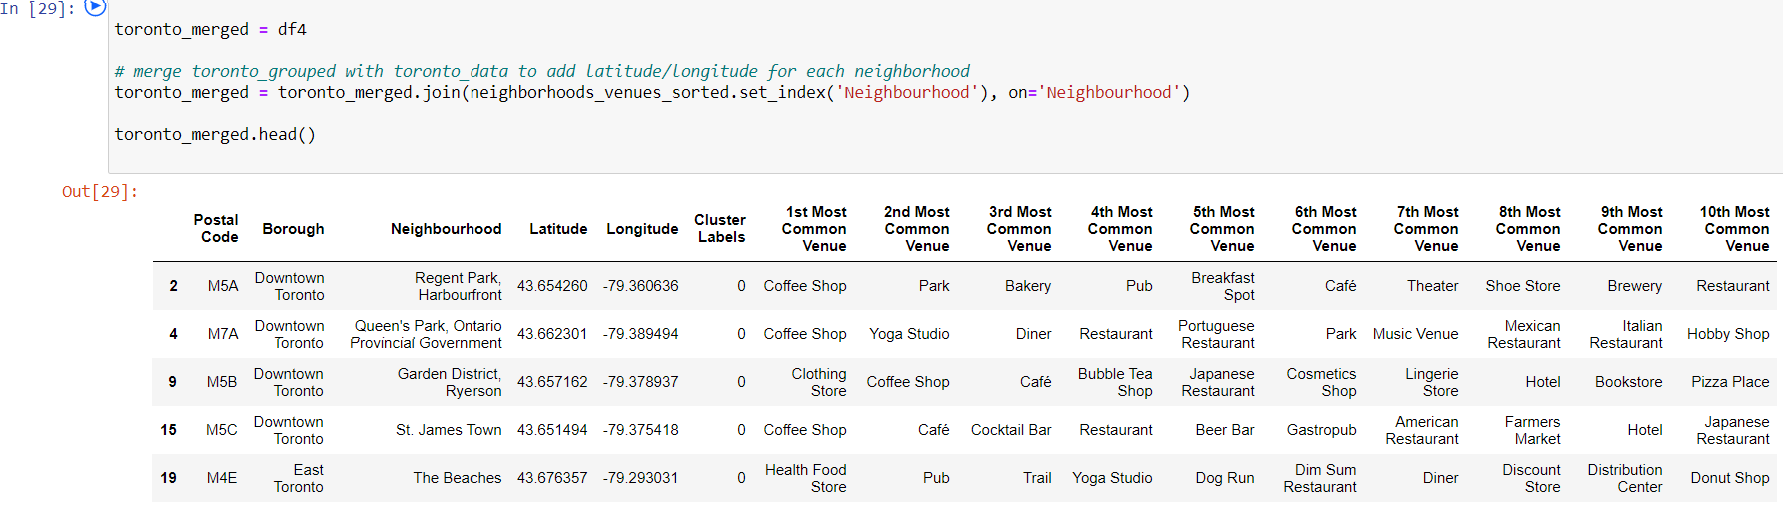 In [29]:
toronto_merged = df4
# merge toronto_grouped with toronto_data to add latitude/longitude for each neighborhood
toronto_merged = toronto_merged.join(neighborhoods_venues_sorted.set_index('Neighbourhood'), on='Neighbourhood')
toronto_merged.head()
Out[29]:
Postal Code Borough Neighbourhood Latitude Longitude Cluster Labels 1st Most Common Venue 2nd Most Common Venue 3rd Most Common Venue 4th Most Common Venue 5th Most Common Venue 6th Most Common Venue 7th Most Common Venue 8th Most Common Venue 9th Most Common Venue 10th Most Common Venue
2 M5A Downtown Toronto Regent Park, Harbourfront 43.654260 -79.360636 0 Coffee Shop Park Bakery Pub Breakfast Spot Café Theater Shoe Store Brewery Restaurant
4 M7A Downtown Toronto Queen's Park, Ontario Provincial Government 43.662301 -79.389494 0 Coffee Shop Yoga Studio Diner Restaurant Portuguese Restaurant Park Music Venue Mexican Restaurant Italian Restaurant Hobby Shop
9 M5B Downtown Toronto Garden District, Ryerson 43.657162 -79.378937 0 Clothing Store Coffee Shop Café Bubble Tea Shop Japanese Restaurant Cosmetics Shop Lingerie Store Hotel Bookstore Pizza Place
15 M5C Downtown Toronto St. James Town 43.651494 -79.375418 0 Coffee Shop Café Cocktail Bar Restaurant Beer Bar Gastropub American Restaurant Farmers Market Hotel Japanese Restaurant
19 M4E East Toronto The Beaches 43.676357 -79.293031 0 Health Food Store Pub Trail Yoga Studio Dog Run Dim Sum Restaurant Diner Discount Store Distribution Center Donut Shop